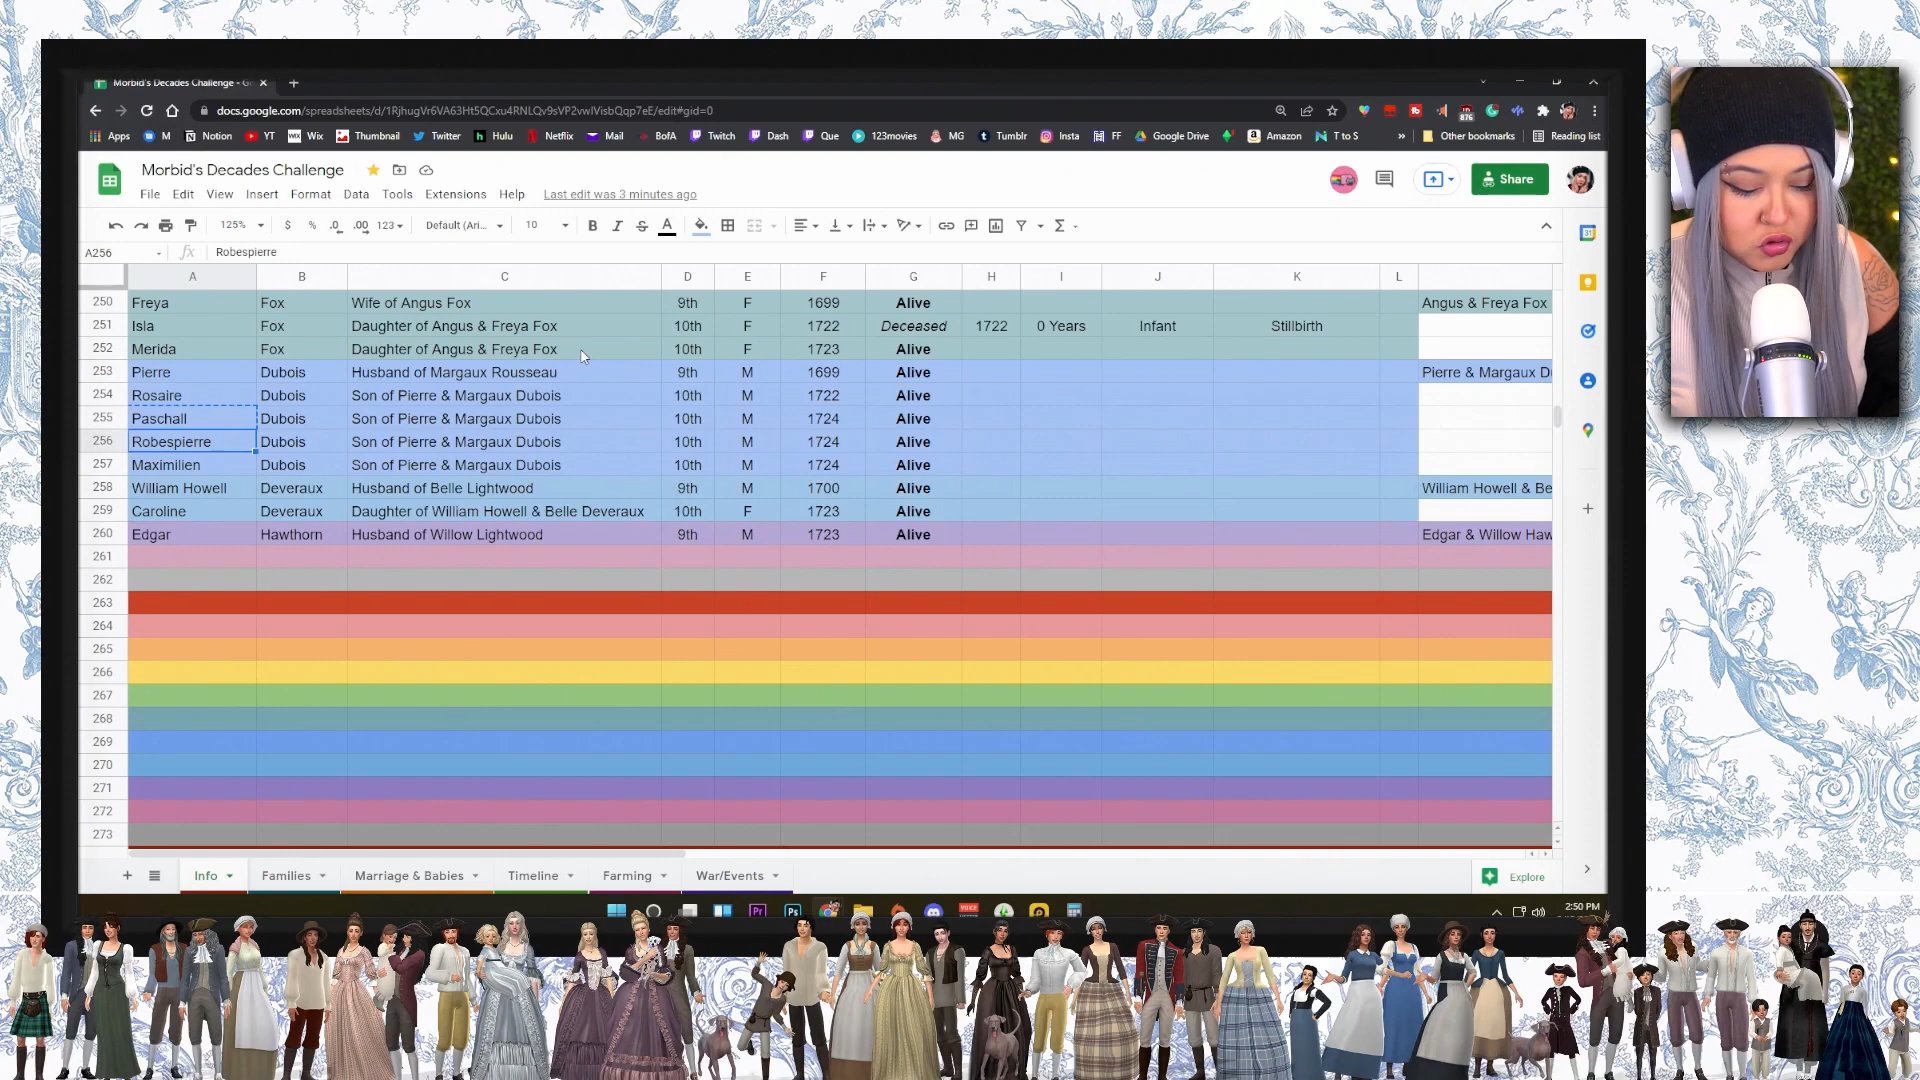 Morbid's Decades Challenge - G
docs.google.com/spreadsheets/d/1RjhugVr6VA63Ht5QCxu4RNLQv9sVP2vwIVisbQqp7eE/edit#gid=0
Apps M Notion YT Wix Thumbnail Twitter Hulu Netflix Mail BofA Twitch Dash Que 123movies MG Tumblr Insta FF Google Drive Amazon T to S » Other bookmarks Reading list
Morbid's Decades Challenge
File Edit View Insert Format Data Tools Extensions Help Last edit was 3 minutes ago
Share
125% $ % .0 .00 123 Default (Ari... 10 B I S A
A256 fx Robespierre
A B C D E F G H I J K L
250 Freya Fox Wife of Angus Fox 9th F 1699 Alive Angus & Freya Fox
251 Isla Fox Daughter of Angus & Freya Fox 10th F 1722 Deceased 1722 0 Years Infant Stillbirth
252 Merida Fox Daughter of Angus & Freya Fox 10th F 1723 Alive
253 Pierre Dubois Husband of Margaux Rousseau 9th M 1699 Alive Pierre & Margaux D
254 Rosaire Dubois Son of Pierre & Margaux Dubois 10th M 1722 Alive
255 Paschall Dubois Son of Pierre & Margaux Dubois 10th M 1724 Alive
256 Robespierre Dubois Son of Pierre & Margaux Dubois 10th M 1724 Alive
257 Maximilien Dubois Son of Pierre & Margaux Dubois 10th M 1724 Alive
258 William Howell Deveraux Husband of Belle Lightwood 9th M 1700 Alive William Howell & Be
259 Caroline Deveraux Daughter of William Howell & Belle Deveraux 10th F 1723 Alive
260 Edgar Hawthorn Husband of Willow Lightwood 9th M 1723 Alive Edgar & Willow Haw
261
262
263
264
265
266
267
268
269
270
271
272
273
Info Families Marriage & Babies Timeline Farming War/Events Explore
2:50 PM